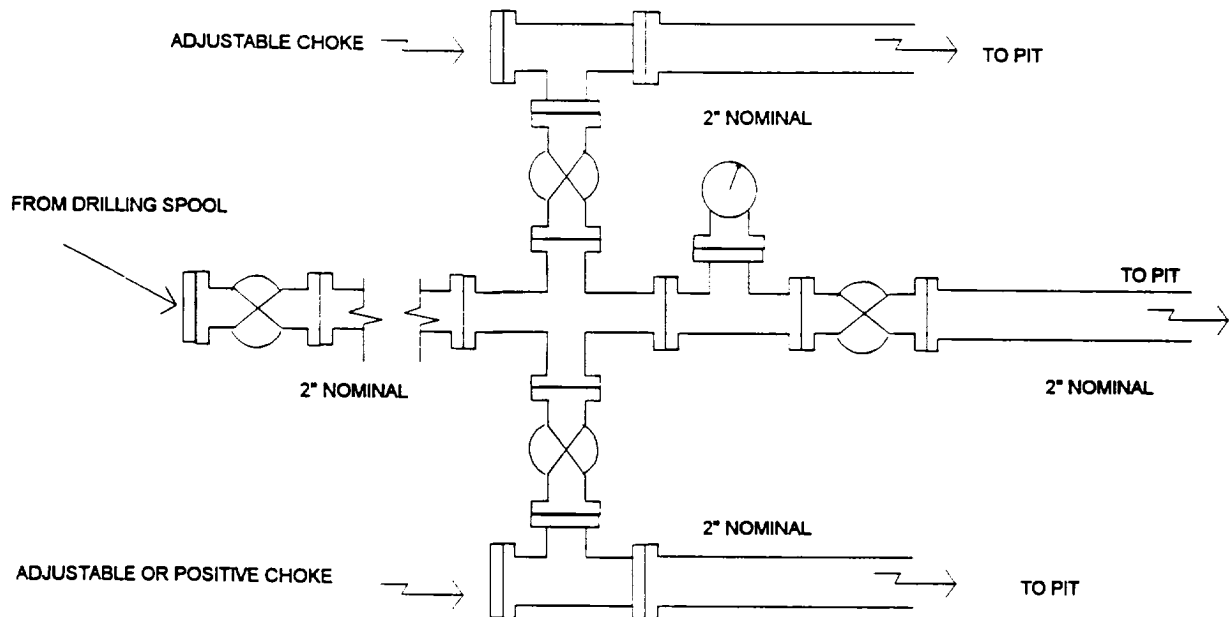 ADJUSTABLE CHOKE
TO PIT
2" NOMINAL
FROM DRILLING SPOOL
TO PIT
2" NOMINAL
2" NOMINAL
2" NOMINAL
ADJUSTABLE OR POSITIVE CHOKE
TO PIT